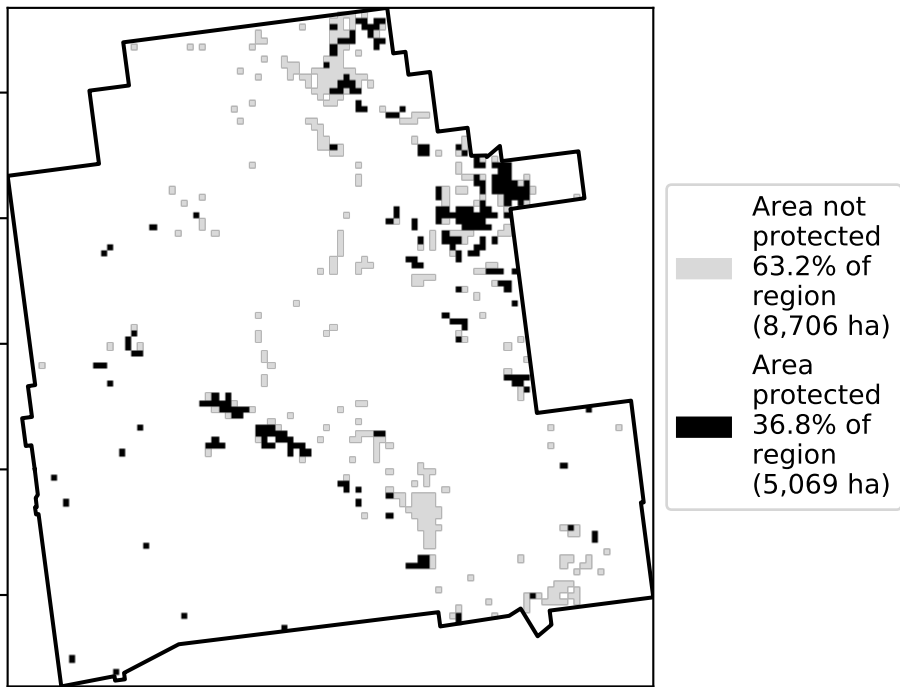 Area not
protected
63.2% of
region
(8,706 ha)
Area
protected
36.8% of
region
(5,069 ha)